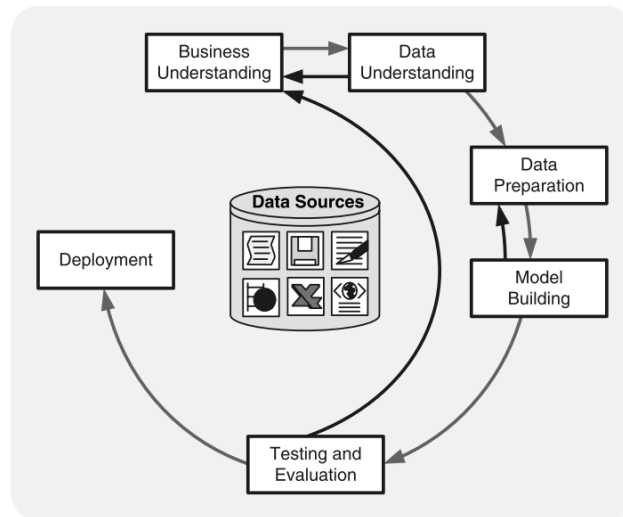 Business
Understanding
Data
Understanding
Data
Preparation
Data Sources
Deployment
Model
Building
Testing and
Evaluation